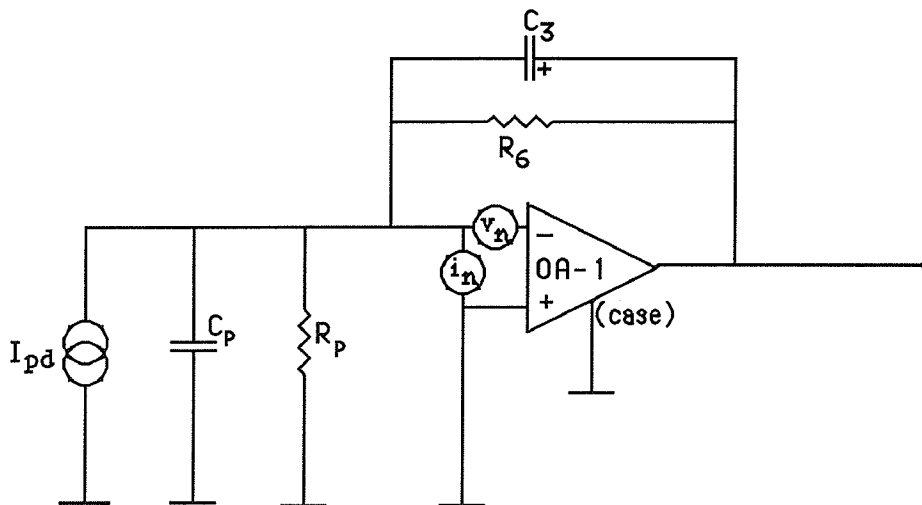 C3
+
R6
vn
−
in
OA-1
+
(case)
Ipd
Cp
Rp